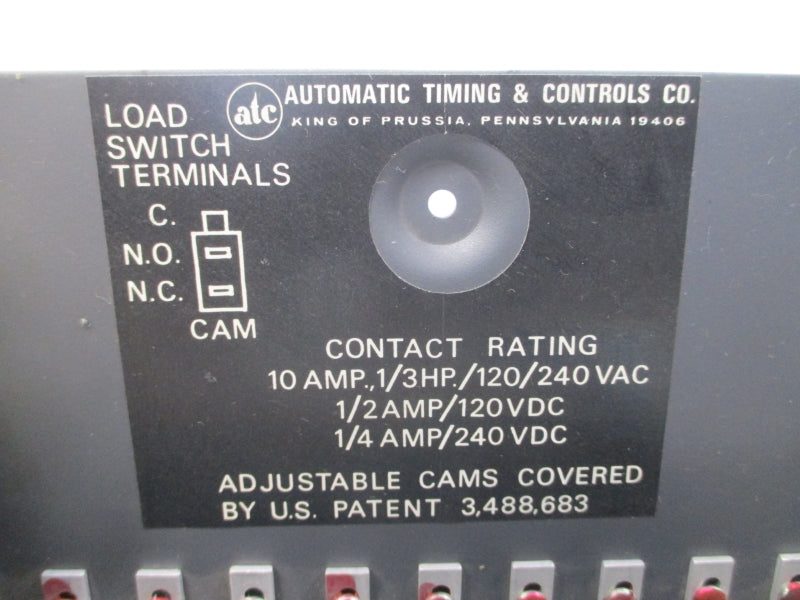 LOAD
SWITCH
TERMINALS
C.
N.O.
N.C.
CAM
atc AUTOMATIC TIMING & CONTROLS CO.
KING OF PRUSSIA, PENNSYLVANIA 19406
CONTACT RATING
10 AMP.,1/3HP./120/240 VAC
1/2 AMP/120 VDC
1/4 AMP/240 VDC
ADJUSTABLE CAMS COVERED
BY U.S. PATENT 3,488,683